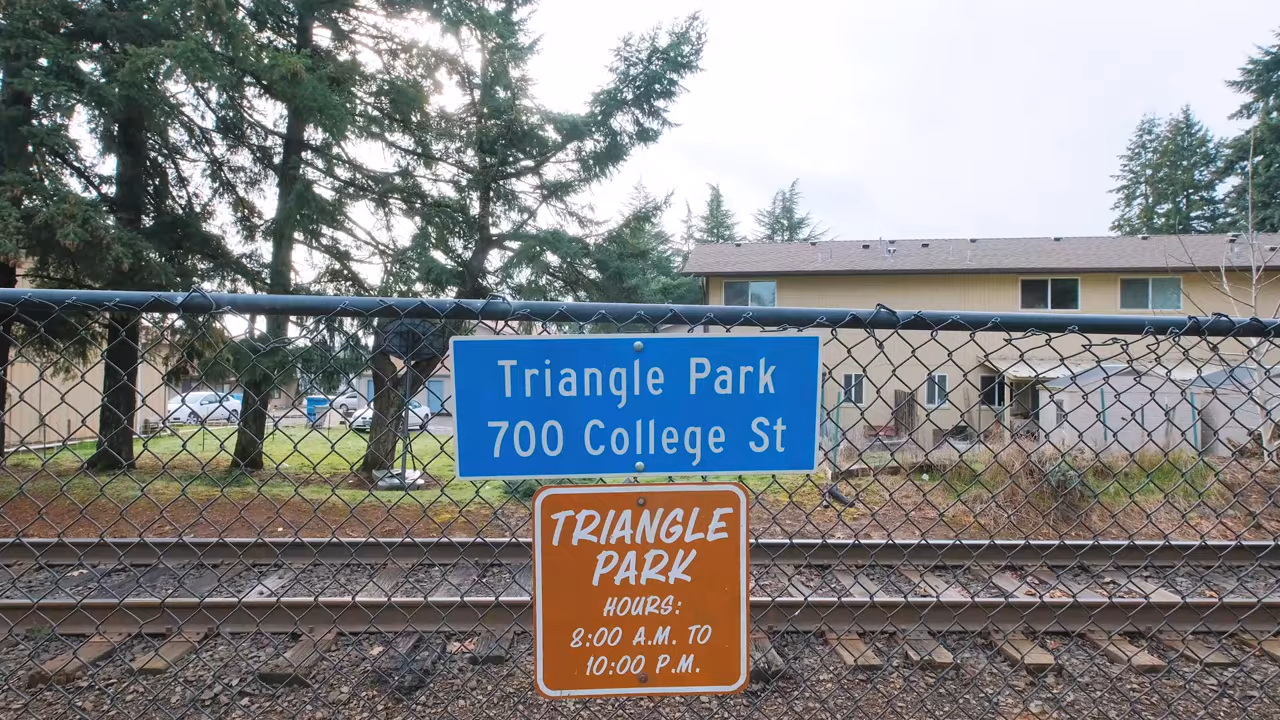 Triangle Park
700 College St
TRIANGLE
PARK
HOURS:
8:00 A.M. TO
10:00 P.M.